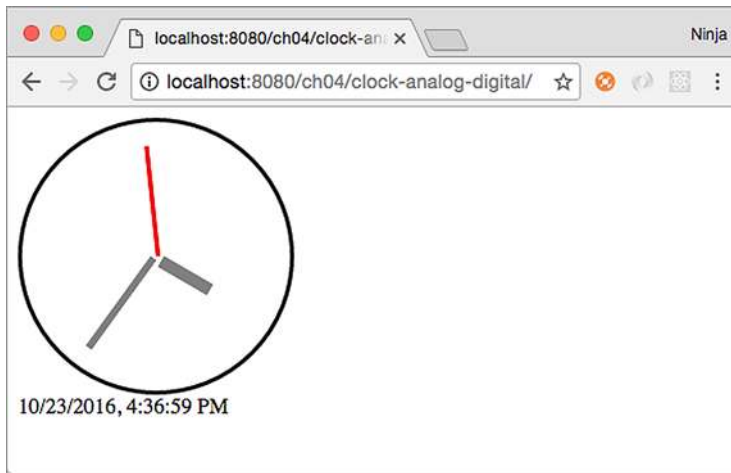 localhost:8080/ch04/clock-an
Ninja
localhost:8080/ch04/clock-analog-digital/
10/23/2016, 4:36:59 PM